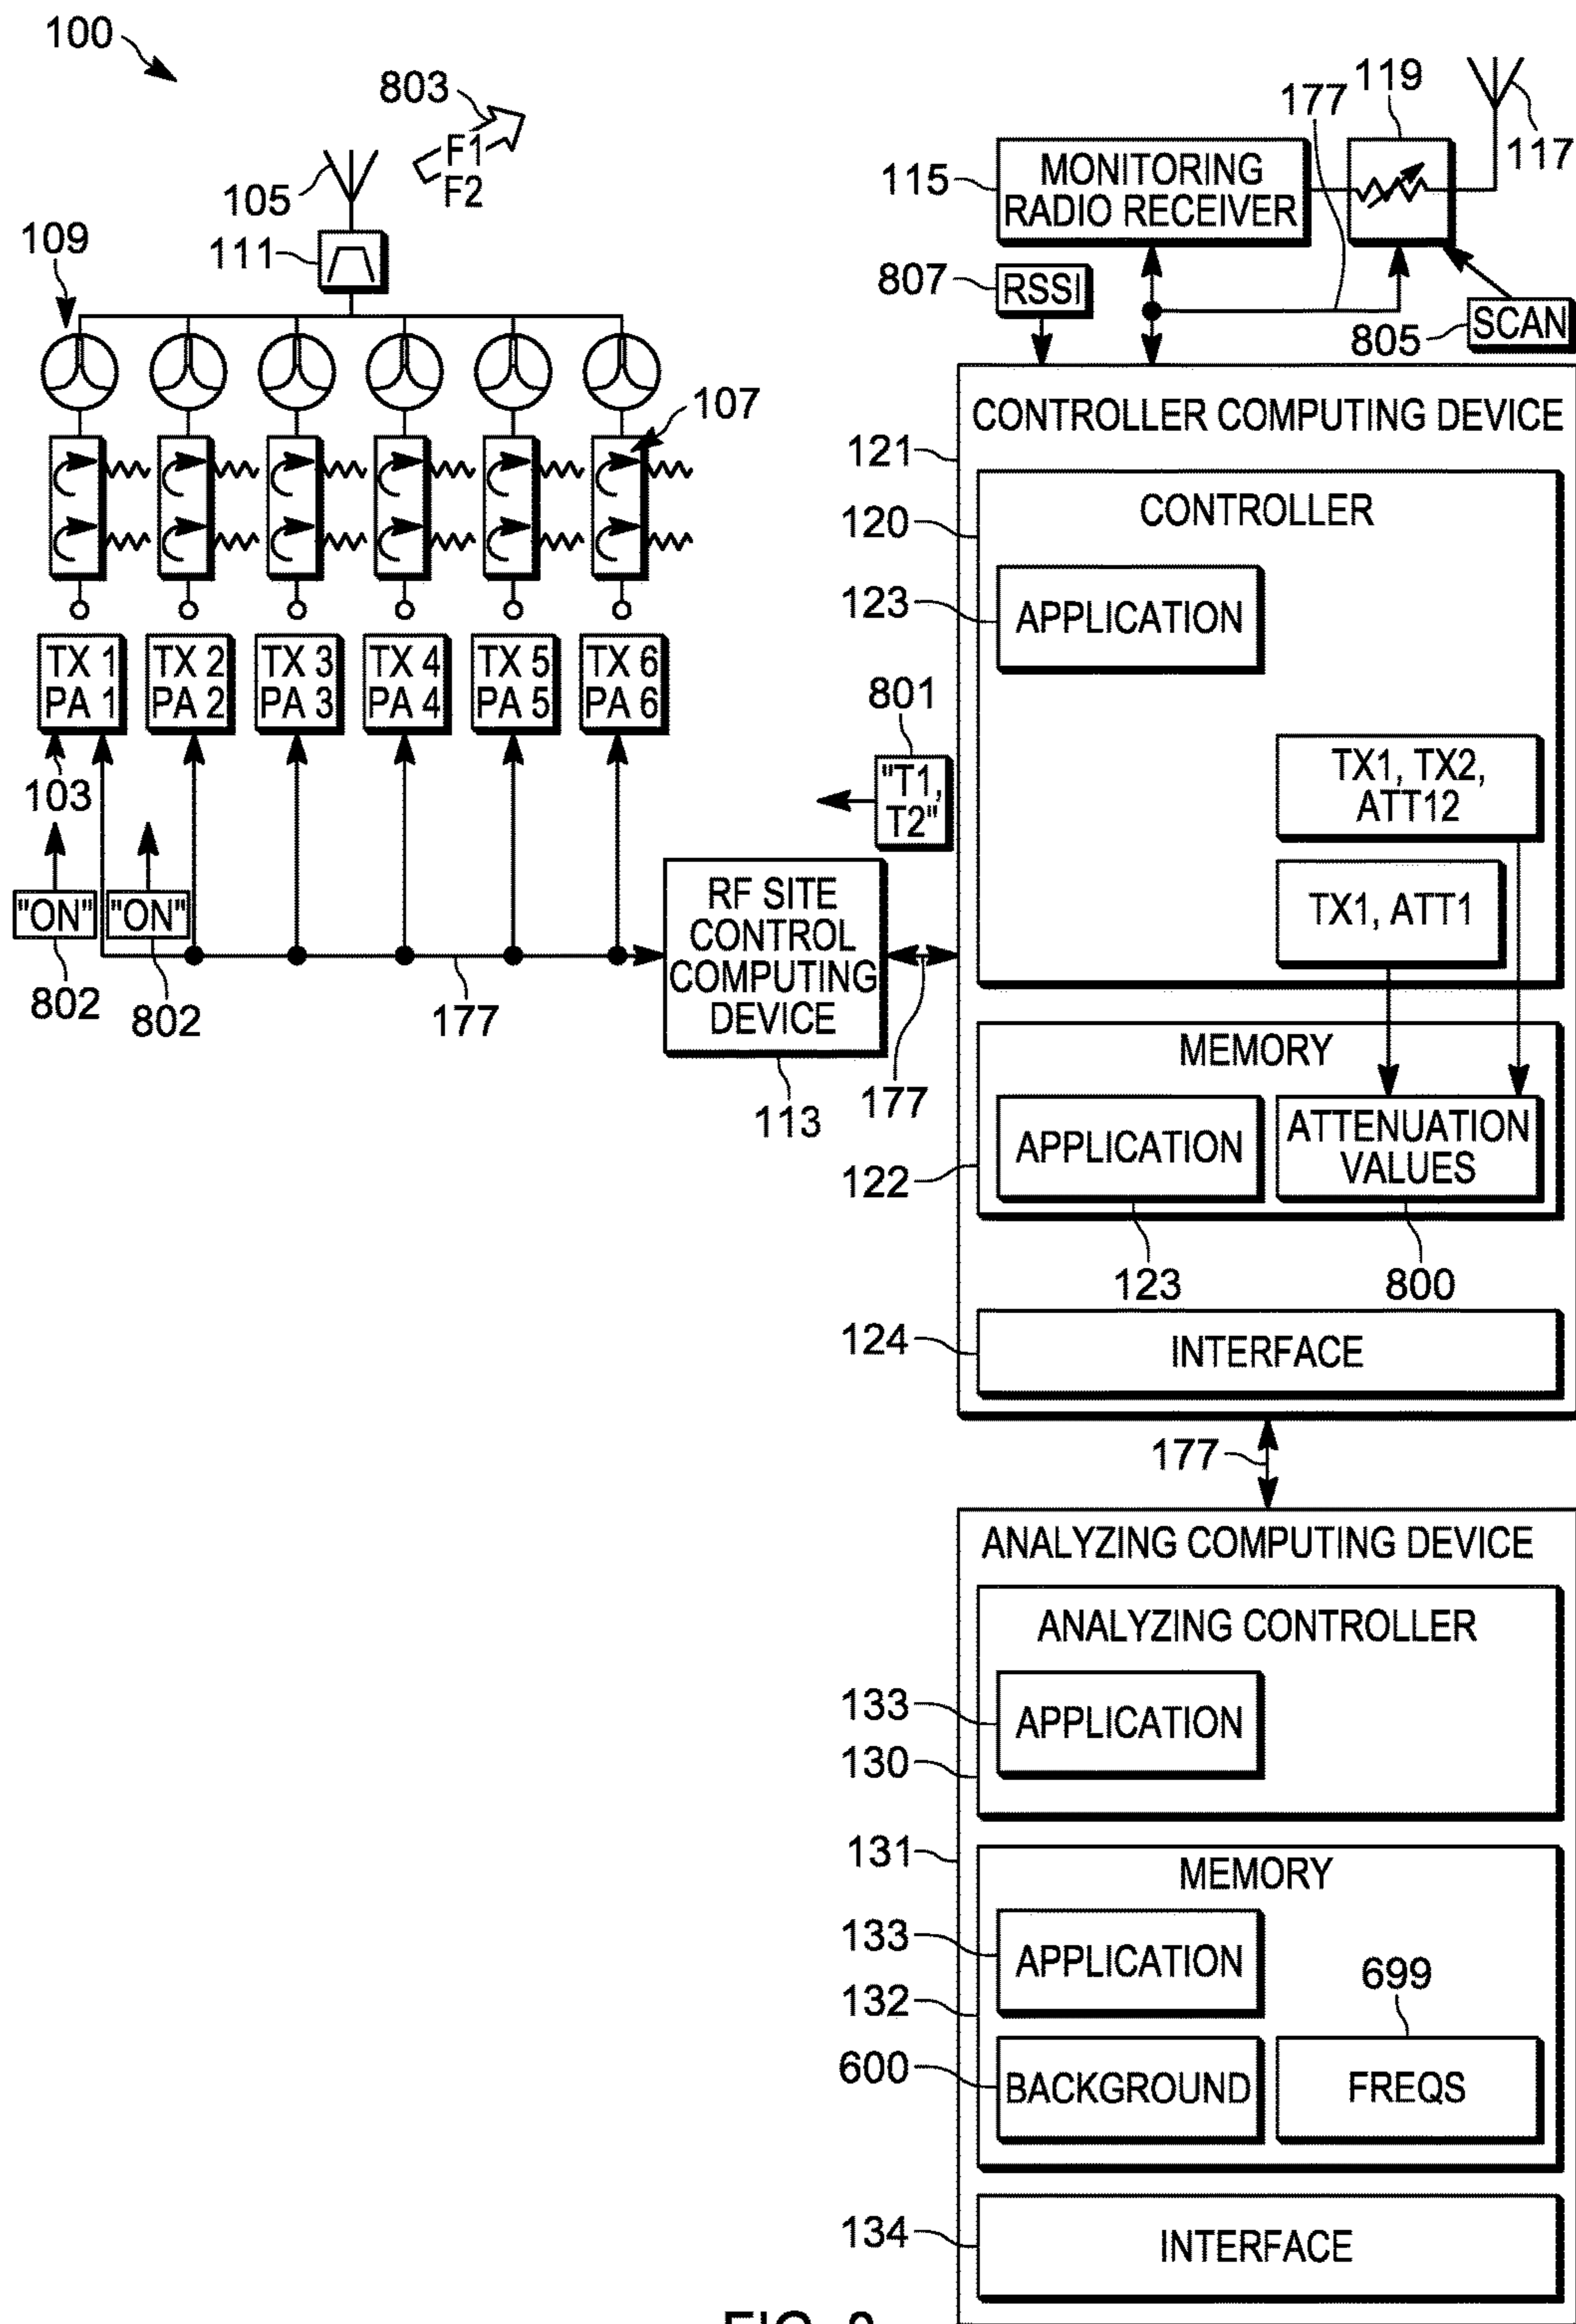 100
803
F1
F2
105
111
109
107
TX 1
PA 1
TX 2
PA 2
TX 3
PA 3
TX 4
PA 4
TX 5
PA 5
TX 6
PA 6
103
"ON"
"ON"
802
802
177
RF SITE
CONTROL
COMPUTING
DEVICE
113
177
801
"T1,
T2"
119
177
117
115
MONITORING
RADIO RECEIVER
807
RSSI
805
SCAN
CONTROLLER COMPUTING DEVICE
121
CONTROLLER
120
123
APPLICATION
TX1, TX2,
ATT12
TX1, ATT1
MEMORY
122
APPLICATION
ATTENUATION
VALUES
123
800
124
INTERFACE
177
ANALYZING COMPUTING DEVICE
ANALYZING CONTROLLER
133
APPLICATION
130
131
MEMORY
133
APPLICATION
132
699
600
BACKGROUND
FREQS
134
INTERFACE